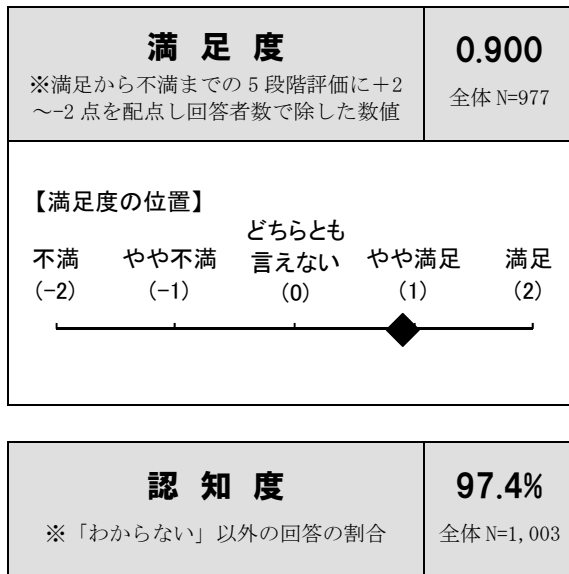 満足度
※満足から不満までの5段階評価に＋2
～-2点を配点し回答者数で除した数値
0.900
全体 N=977
【満足度の位置】
不満
(-2)
やや不満
(-1)
どちらとも
言えない
(0)
やや満足
(1)
満足
(2)
認知度
※「わからない」以外の回答の割合
97.4%
全体 N=1,003